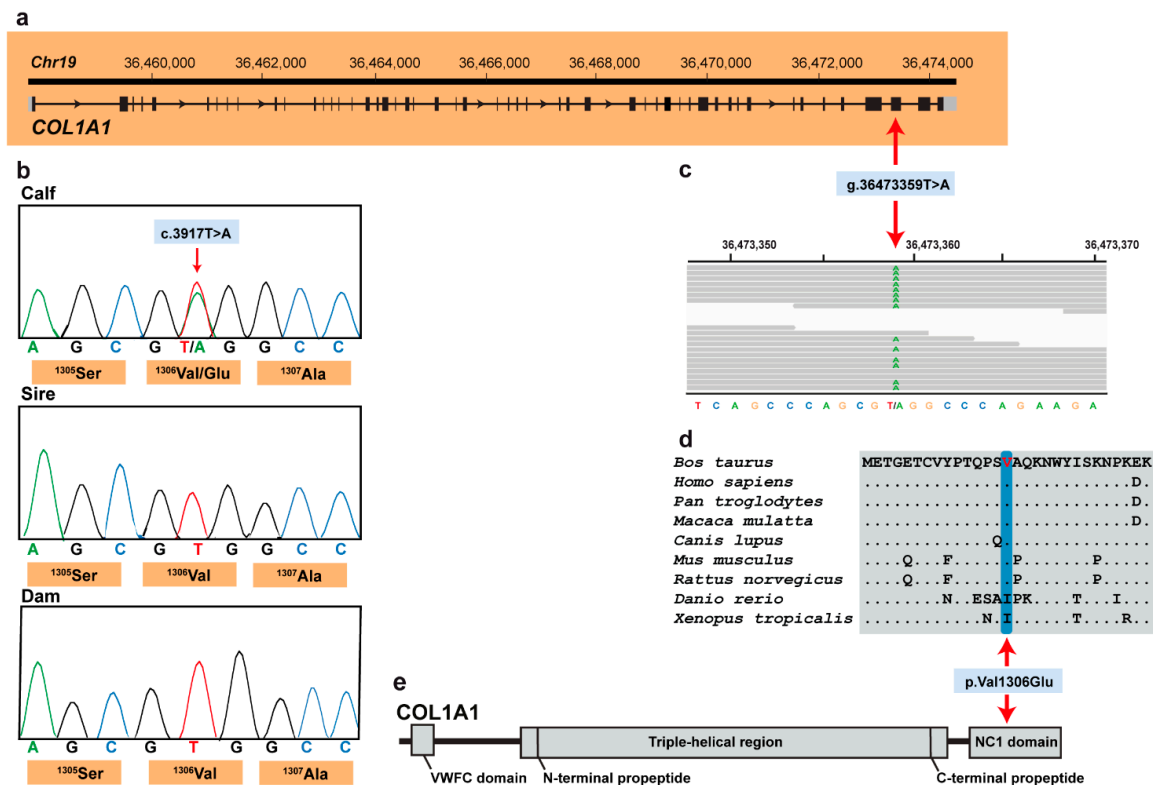 a
Chr19
36,460,000 36,462,000 36,464,000 36,466,000 36,468,000 36,470,000 36,472,000 36,474,000
COL1A1
b
Calf
c.3917T>A
A G C G T/A G G C C
1305Ser 1306Val/Glu 1307Ala
Sire
A G C G T G G C C
1305Ser 1306Val 1307Ala
Dam
A G C G T G G C C
1305Ser 1306Val 1307Ala
g.36473359T>A
c
36,473,350 36,473,360 36,473,370
A
A
A
A
A
A
A
A
A
A
A
T C A G C C C A G C G T/A G G C C C A G A A G A
d
Bos taurus METGETCVYPTQPSVAQKNWYISKNPKEK
Homo sapiens ...........................D.
Pan troglodytes ...........................D.
Macaca mulatta ...........................D.
Canis lupus .............Q...............
Mus musculus ....Q...F......P.......P.....
Rattus norvegicus ....Q...F......P.......P.....
Danio rerio ........N..ESAIPK....T...I...
Xenopus tropicalis .............N.I.....T....R..
p.Val1306Glu
e
COL1A1
Triple-helical region
NC1 domain
VWFC domain
N-terminal propeptide
C-terminal propeptide